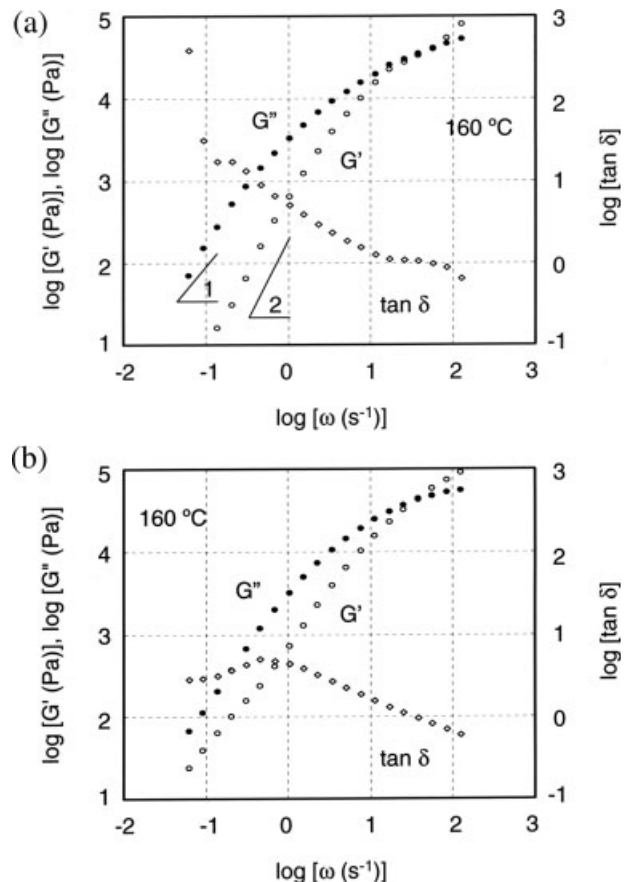 (a)
5
4
3
2
1
log [G' (Pa)], log [G" (Pa)]
G"
G'
160 ºC
1
2
tan δ
3
2
1
0
-1
log [tan δ]
-2
-1
0
1
2
3
log [ω (s⁻¹)]
(b)
5
4
3
2
1
log [G' (Pa)], log [G" (Pa)]
160 ºC
G"
G'
tan δ
3
2
1
0
-1
log [tan δ]
-2
-1
0
1
2
3
log [ω (s⁻¹)]